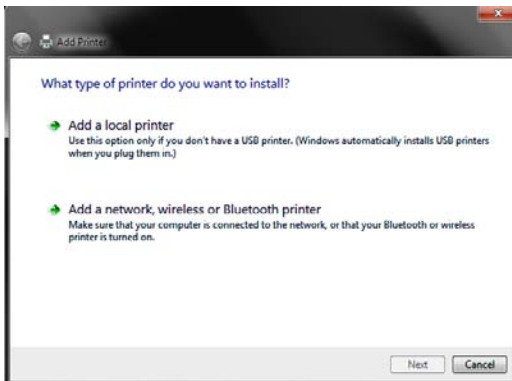 Add Printer
What type of printer do you want to install?
Add a local printer
Use this option only if you don't have a USB printer. (Windows automatically installs USB printers
when you plug them in.)
Add a network, wireless or Bluetooth printer
Make sure that your computer is connected to the network, or that your Bluetooth or wireless
printer is turned on.
Next Cancel